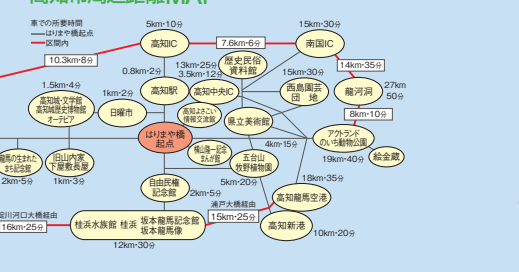 車での所要時間
はりまや橋起点
区間内
5km・10分
高知IC
7.6km・6分
15km・30分
南国IC
14km・35分
10.3km・8分
13km・25分
歴史民俗
資料館
0.8km・2分
3.5km・12分
高知駅
高知中央IC
15km・30分
西島園芸
団 地
龍河洞
27km
50分
1.5km・4分
高知城・文学館
高知城歴史博物館
オーテピア
1km・2分
日曜市
高知よさこい
情報交流館
県立美術館
8km・10分
アクトランド
のいち動物公園
はりまや橋
起点
横山隆一記念
まんが館
4km・15分
19km・40分
絵金蔵
龍馬の生まれた
まち記念館
2km・5分
旧山内家
下屋敷長屋
1km・3分
五台山
牧野植物園
5km・20分
自由民権
記念館
2km・5分
18km・35分
高知龍馬空港
浦戸大橋経由
15km・25分
河口大橋経由
16km・25分
桂浜水族館 桂浜 坂本龍馬記念館
坂本龍馬像
12km・30分
高知新港
10km・20分